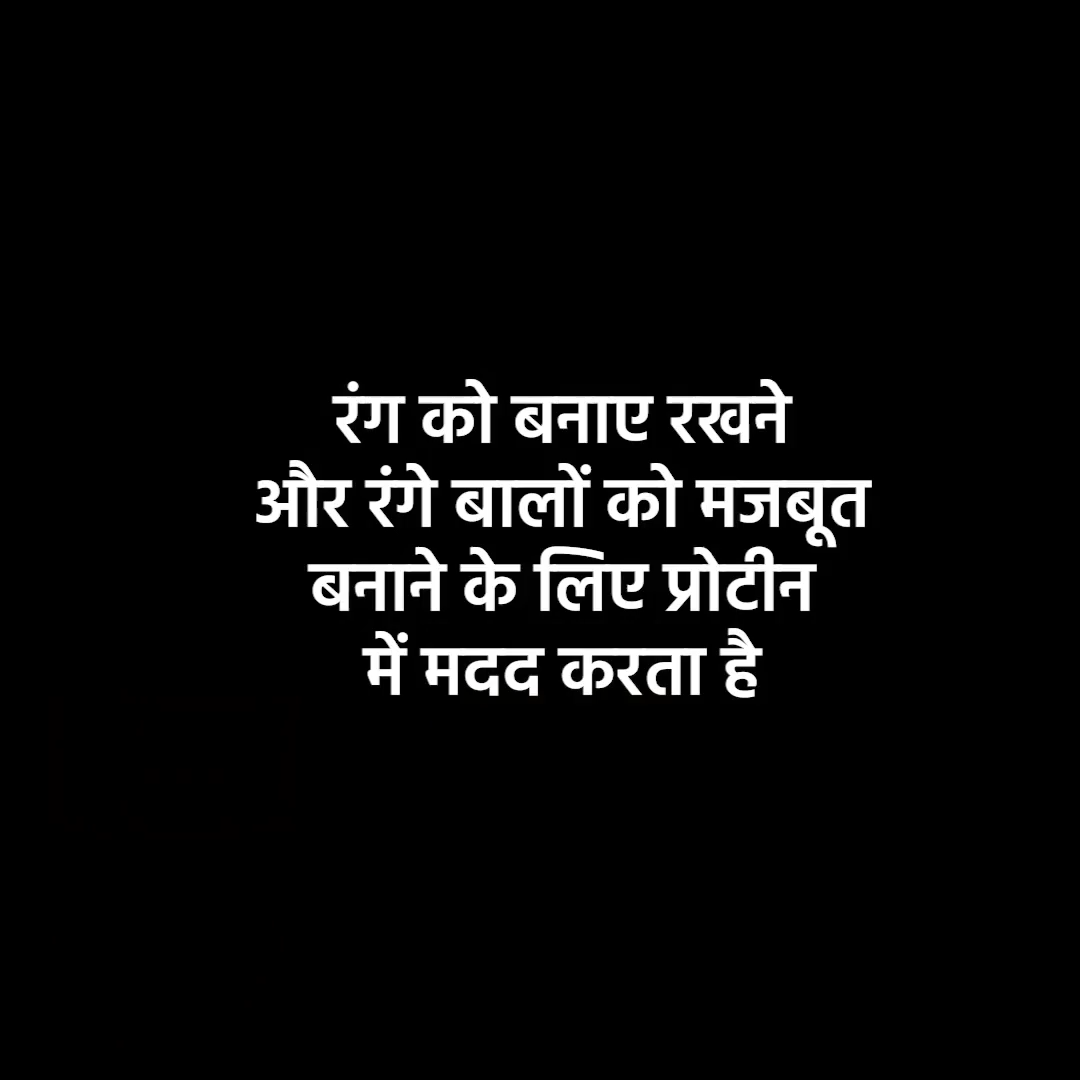 रंग को बनाए रखने
और रंगे बालों को मजबूत
बनाने के लिए प्रोटीन
में मदद करता है